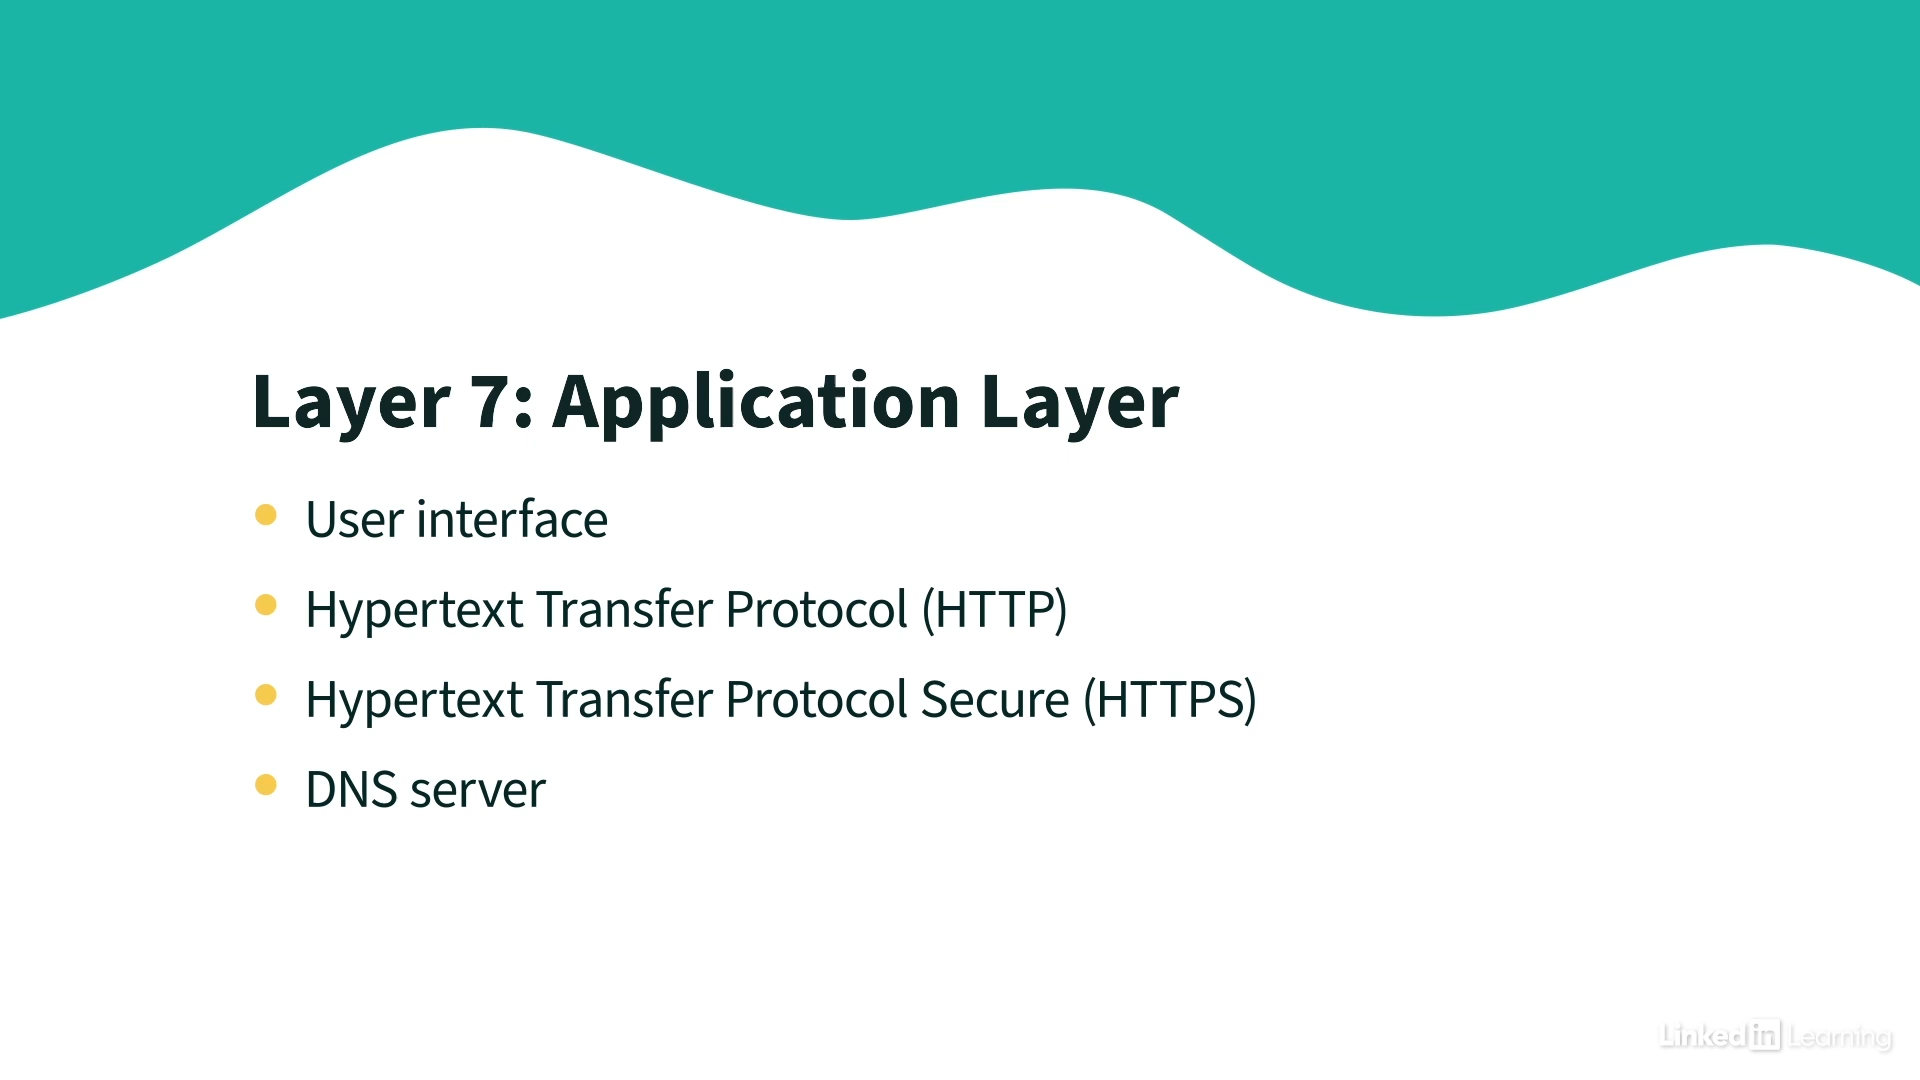 Layer 7: Application Layer
User interface
Hypertext Transfer Protocol (HTTP)
Hypertext Transfer Protocol Secure (HTTPS)
DNS server
Linked in Learning